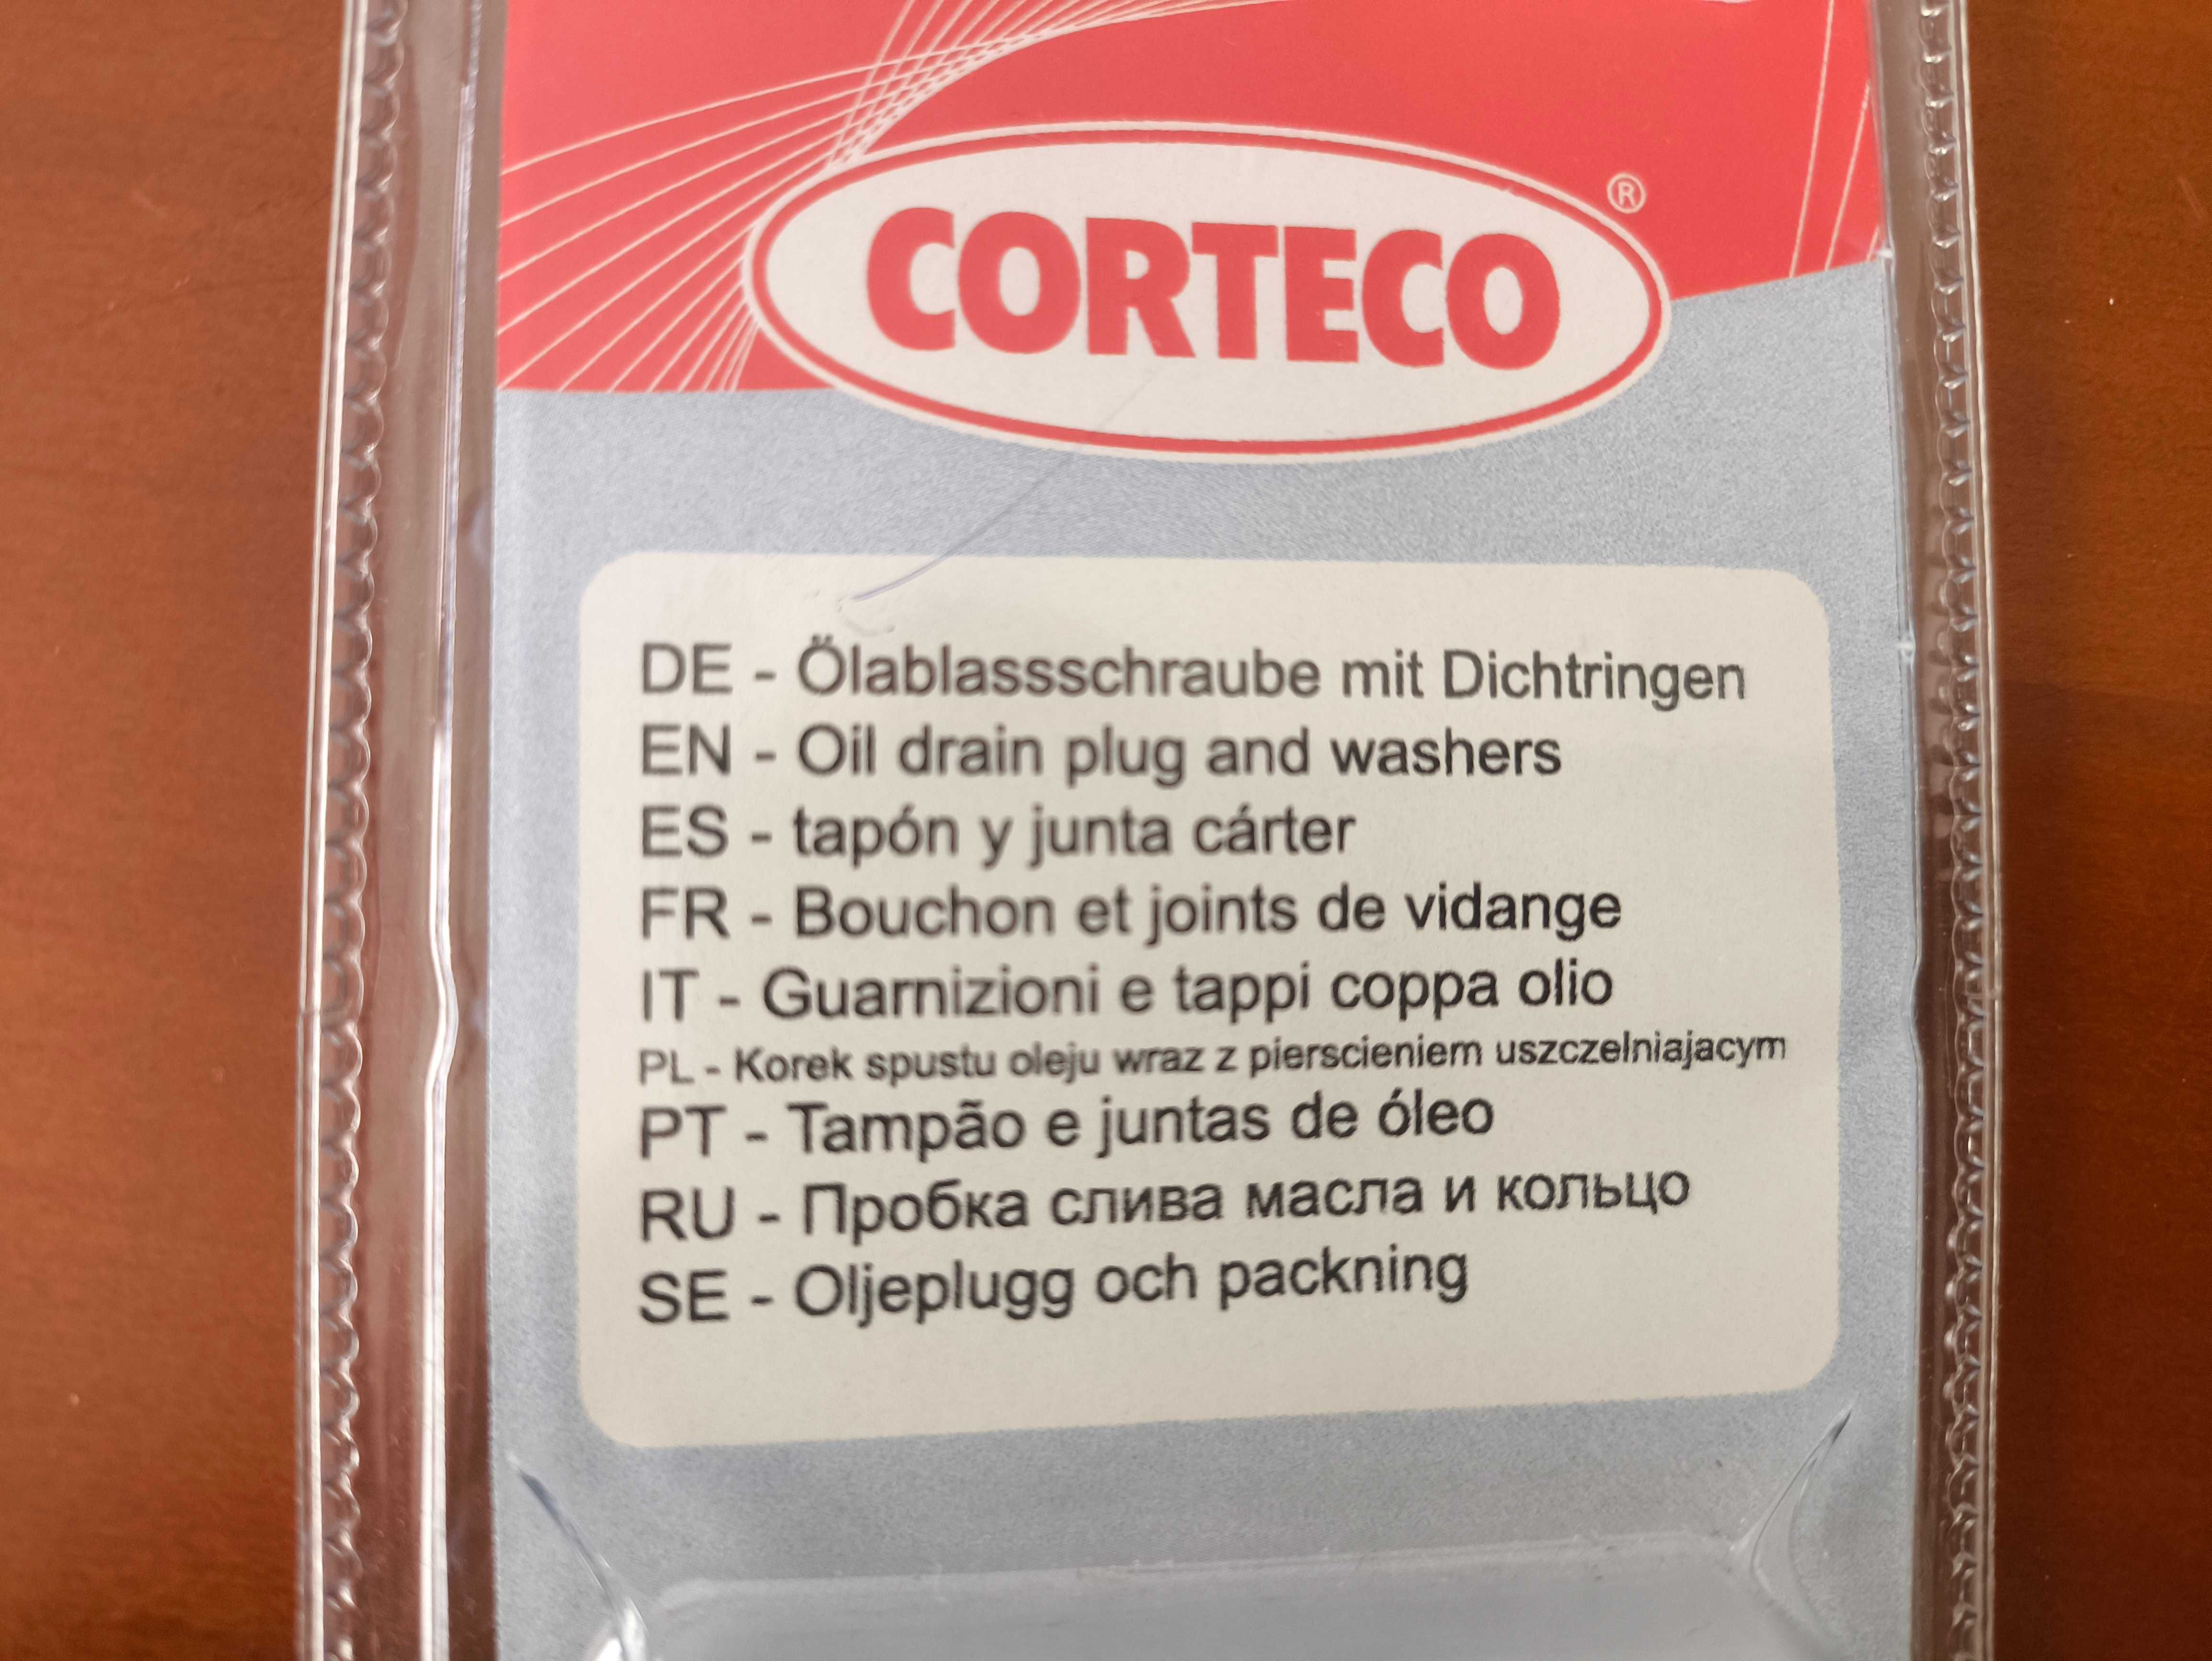 CORTECO ®
DE - Ölablassschraube mit Dichtringen
EN - Oil drain plug and washers
ES - tapón y junta cárter
FR - Bouchon et joints de vidange
IT - Guarnizioni e tappi coppa olio
PL - Korek spustu oleju wraz z pierscieniem uszczelniajacym
PT - Tampão e juntas de óleo
RU - Пробка слива масла и кольцо
SE - Oljeplugg och packning